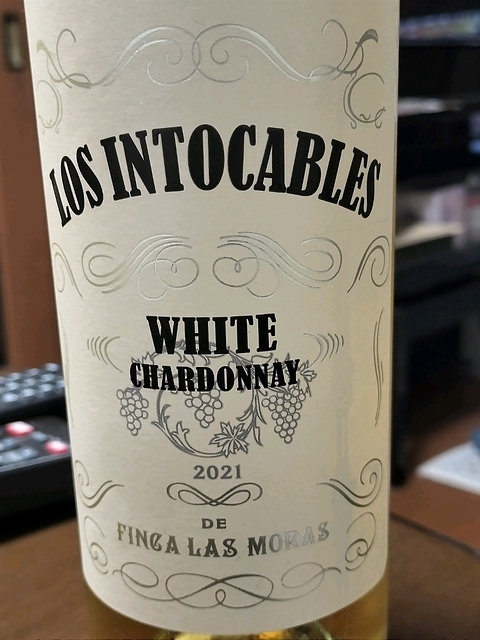 LOS INTOCABLES
WHITE
CHARDONNAY
2021
DE
FINCA LAS MORAS